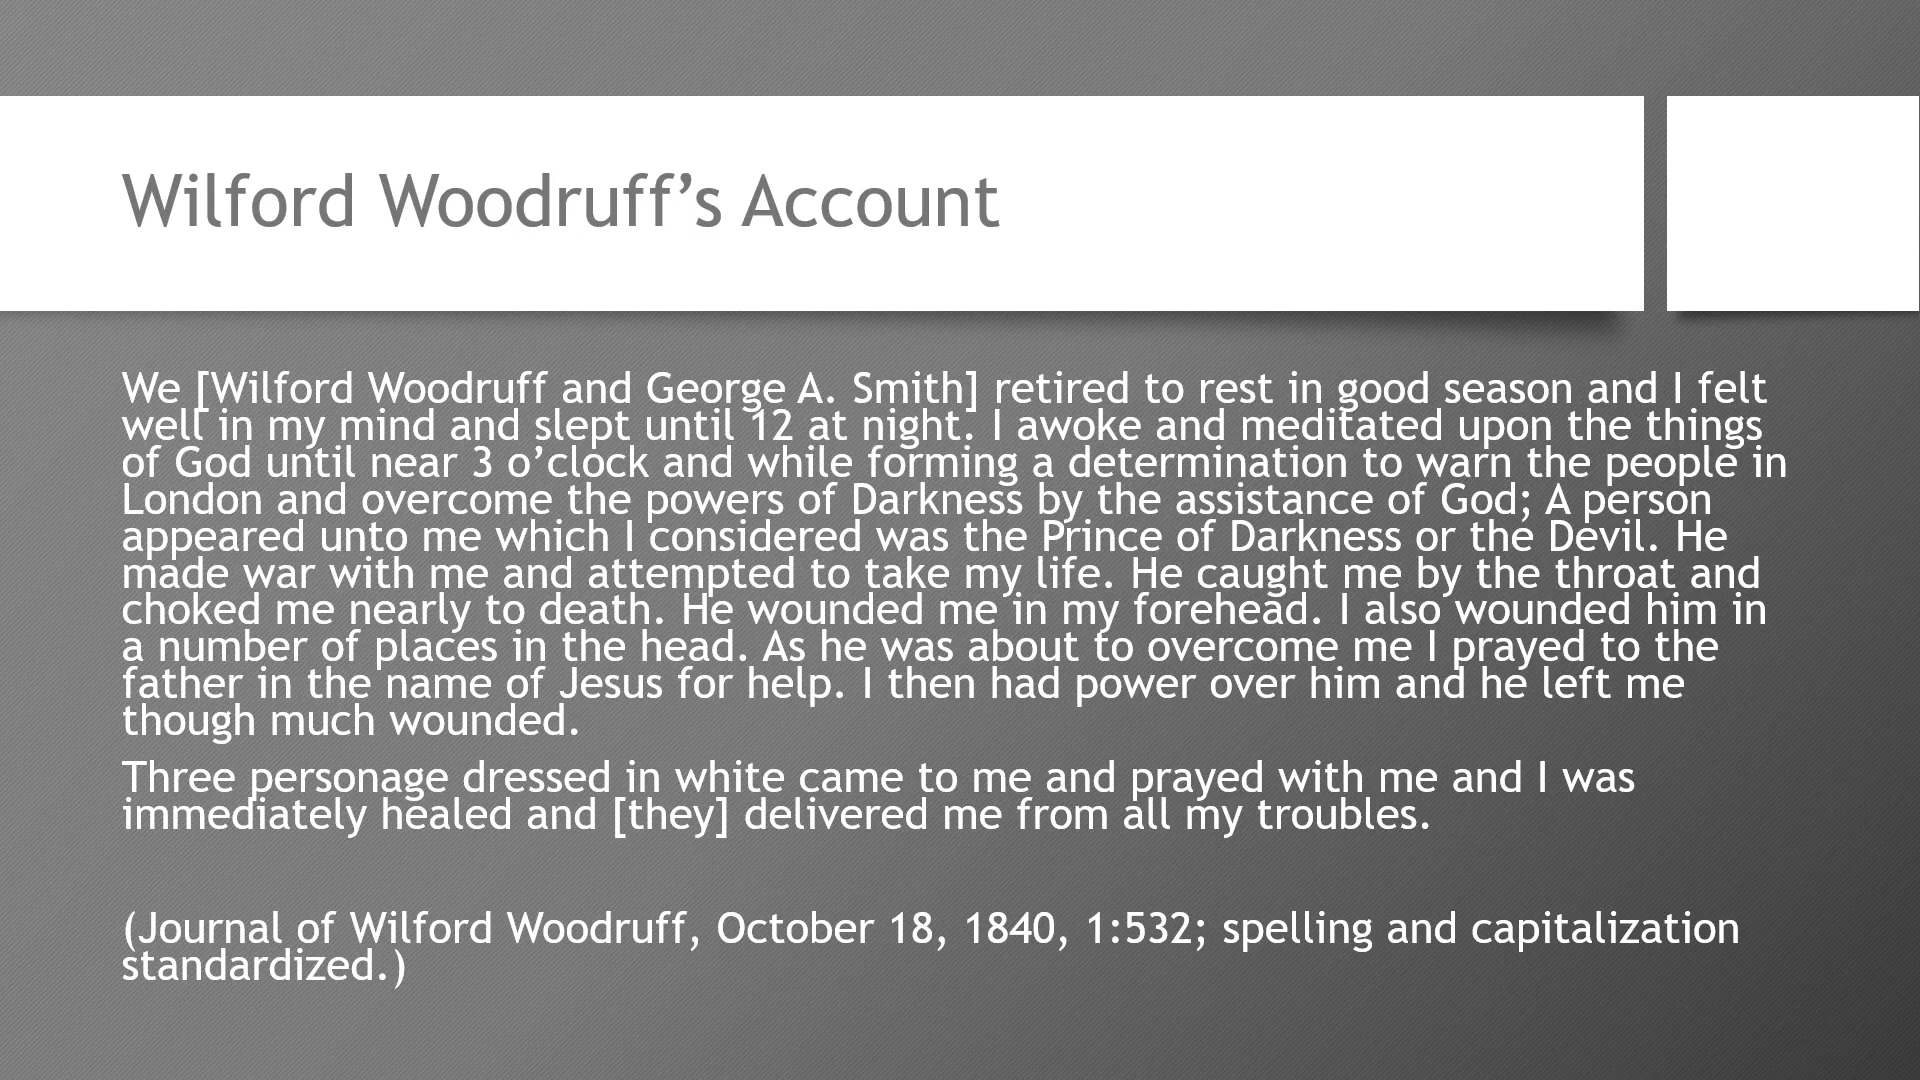 Wilford Woodruff’s Account
We [Wilford Woodruff and George A. Smith] retired to rest in good season and I felt
well in my mind and slept until 12 at night. I awoke and meditated upon the things
of God until near 3 o’clock and while forming a determination to warn the people in
London and overcome the powers of Darkness by the assistance of God; A person
appeared unto me which I considered was the Prince of Darkness or the Devil. He
made war with me and attempted to take my life. He caught me by the throat and
choked me nearly to death. He wounded me in my forehead. I also wounded him in
a number of places in the head. As he was about to overcome me I prayed to the
father in the name of Jesus for help. I then had power over him and he left me
though much wounded.
Three personage dressed in white came to me and prayed with me and I was
immediately healed and [they] delivered me from all my troubles.
(Journal of Wilford Woodruff, October 18, 1840, 1:532; spelling and capitalization
standardized.)